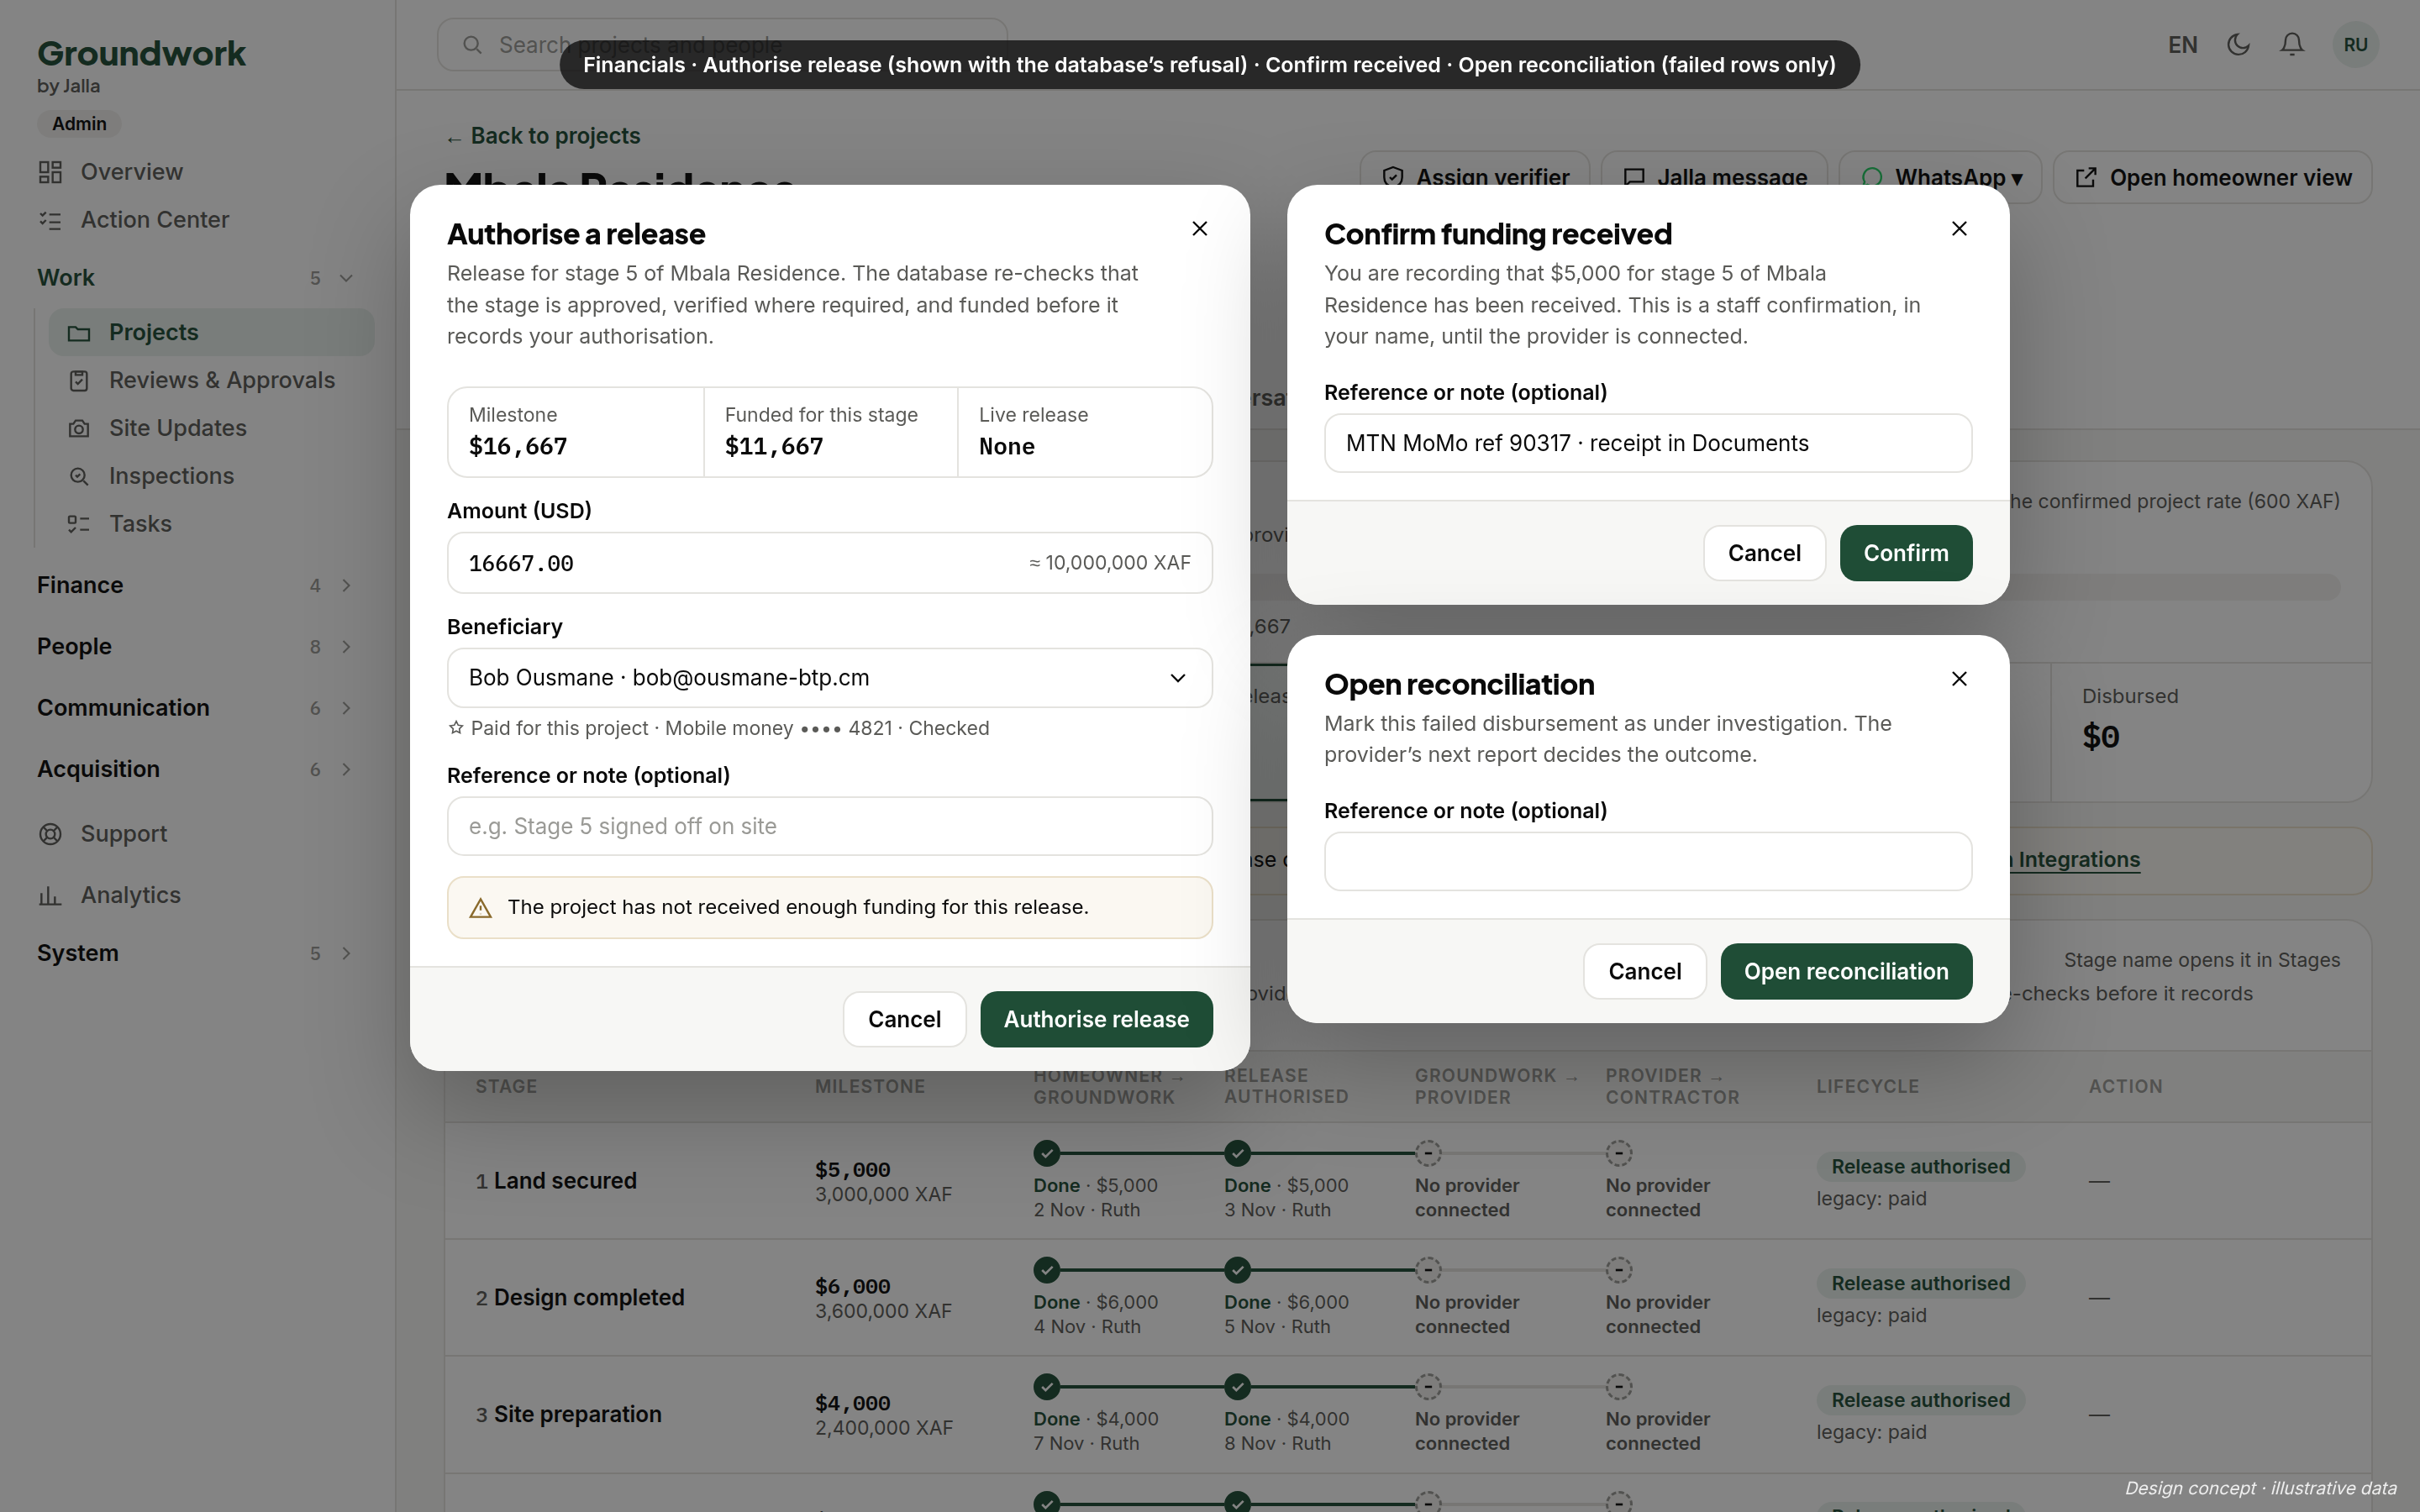 Groundwork
by Jalla
Admin
Overview
Action Center
Work 5
Projects
Reviews & Approvals
Site Updates
Inspections
Tasks
Finance 4
People 8
Communication 6
Acquisition 6
Support
Analytics
System 5
Search projects and people
EN
RU
Financials · Authorise release (shown with the database’s refusal) · Confirm received · Open reconciliation (failed rows only)
← Back to projects
Mbala Residence
Assign verifier
Jalla message
WhatsApp ▾
Open homeowner view
Authorise a release
Release for stage 5 of Mbala Residence. The database re-checks that
the stage is approved, verified where required, and funded before it
records your authorisation.
Milestone
$16,667
Funded for this stage
$11,667
Live release
None
Amount (USD)
16667.00 ≈ 10,000,000 XAF
Beneficiary
Bob Ousmane · bob@ousmane-btp.cm
Paid for this project · Mobile money •••• 4821 · Checked
Reference or note (optional)
e.g. Stage 5 signed off on site
The project has not received enough funding for this release.
Cancel
Authorise release
Confirm funding received
You are recording that $5,000 for stage 5 of Mbala
Residence has been received. This is a staff confirmation, in
your name, until the provider is connected.
Reference or note (optional)
MTN MoMo ref 90317 · receipt in Documents
Cancel
Confirm
Open reconciliation
Mark this failed disbursement as under investigation. The
provider’s next report decides the outcome.
Reference or note (optional)
Cancel
Open reconciliation
confirmed project rate (600 XAF)
,667
Disbursed
$0
Integrations
Stage name opens it in Stages
-checks before it records
STAGE
MILESTONE
HOMEOWNER →
GROUNDWORK
RELEASE
AUTHORISED
GROUNDWORK →
PROVIDER
PROVIDER →
CONTRACTOR
LIFECYCLE
ACTION
1 Land secured
$5,000
3,000,000 XAF
Done · $5,000
2 Nov · Ruth
Done · $5,000
3 Nov · Ruth
No provider
connected
No provider
connected
Release authorised
legacy: paid
—
2 Design completed
$6,000
3,600,000 XAF
Done · $6,000
4 Nov · Ruth
Done · $6,000
5 Nov · Ruth
No provider
connected
No provider
connected
Release authorised
legacy: paid
—
3 Site preparation
$4,000
2,400,000 XAF
Done · $4,000
7 Nov · Ruth
Done · $4,000
8 Nov · Ruth
No provider
connected
No provider
connected
Release authorised
legacy: paid
—
Design concept · illustrative data